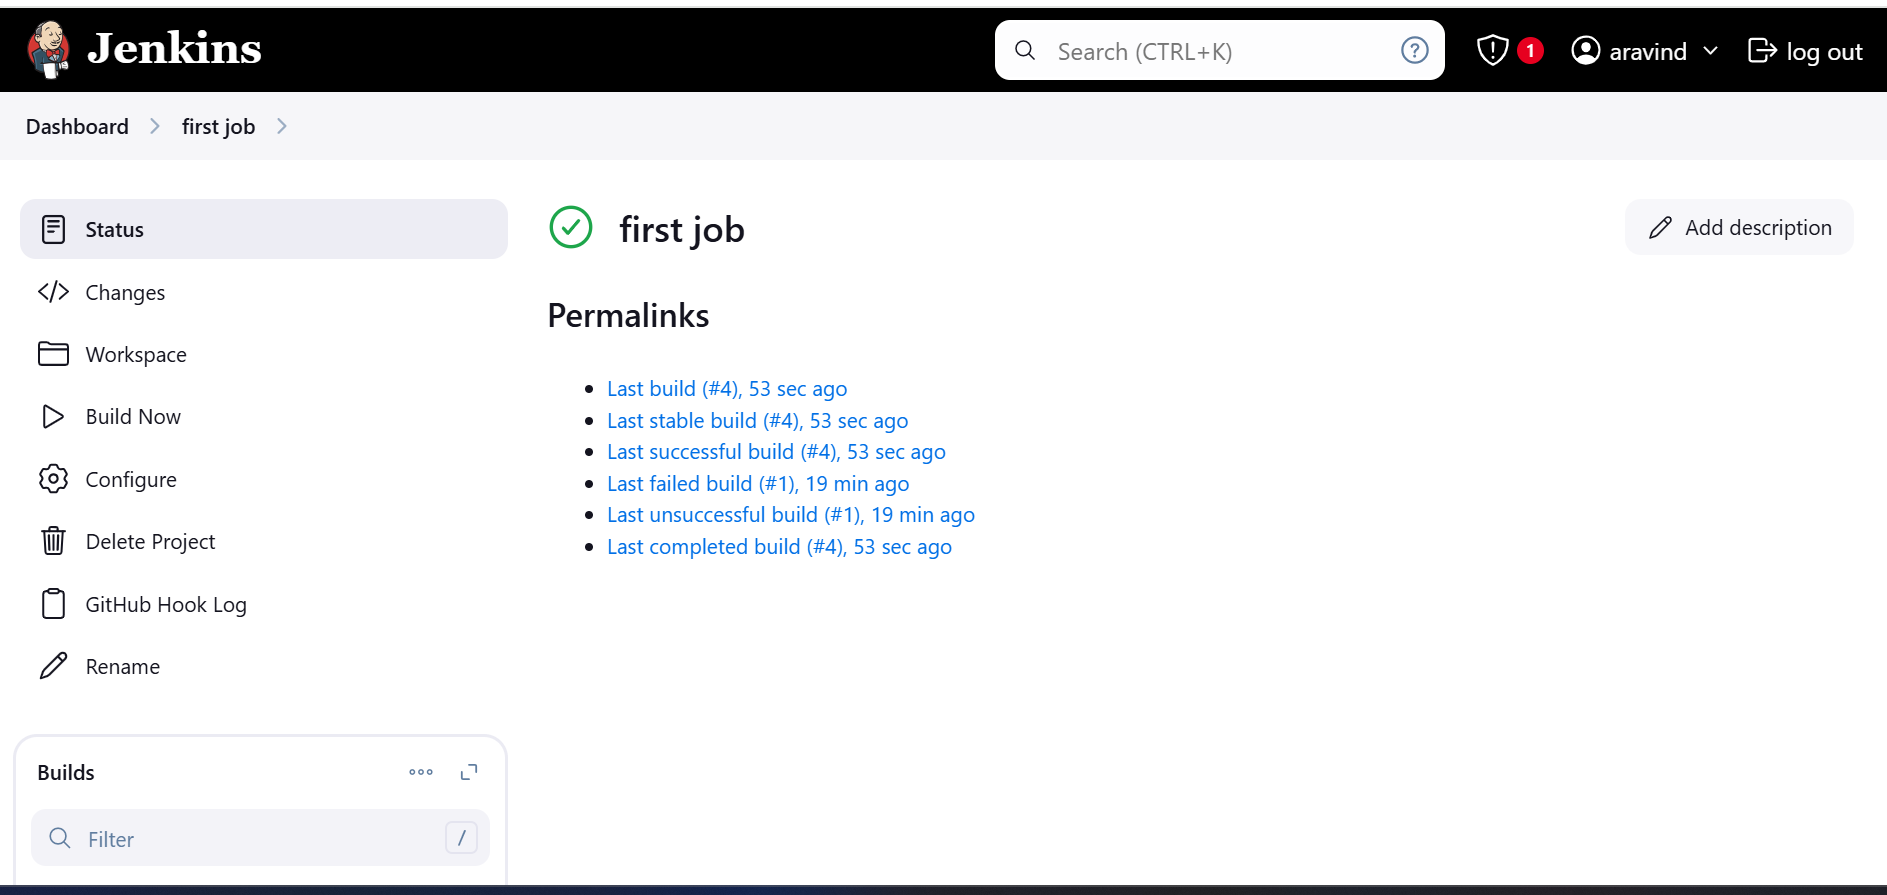 Jenkins
Search (CTRL+K)
?
1
aravind
log out
Dashboard
first job
Status
Changes
Workspace
Build Now
Configure
Delete Project
GitHub Hook Log
Rename
Builds
Filter
/
first job
Add description
Permalinks
Last build (#4), 53 sec ago
Last stable build (#4), 53 sec ago
Last successful build (#4), 53 sec ago
Last failed build (#1), 19 min ago
Last unsuccessful build (#1), 19 min ago
Last completed build (#4), 53 sec ago